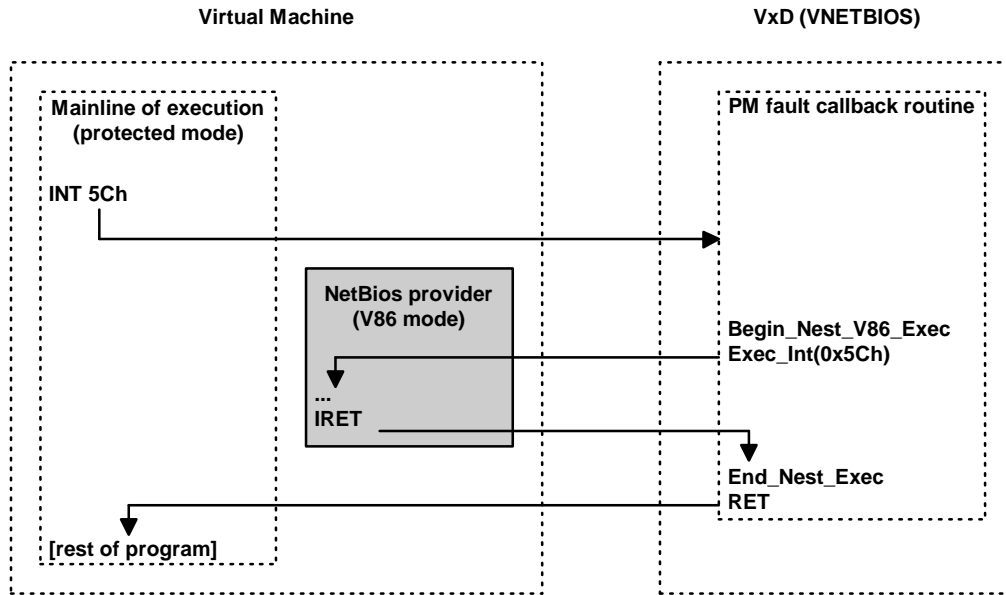 Virtual Machine
VxD (VNETBIOS)
Mainline of execution
(protected mode)
PM fault callback routine
INT 5Ch
NetBios provider
(V86 mode)
Begin_Nest_V86_Exec
Exec_Int(0x5Ch)
...
IRET
End_Nest_Exec
RET
[rest of program]